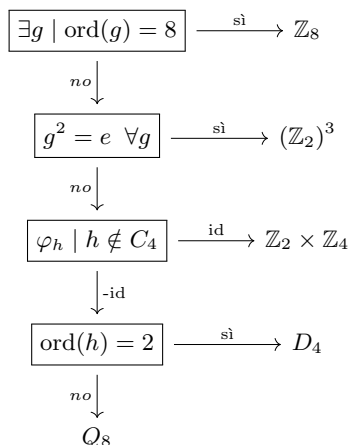 ∃g | ord(g) = 8 sì ℤ₈
no
g² = e ∀g sì (ℤ₂)³
no
φₕ | h ∉ C₄ id ℤ₂ × ℤ₄
-id
ord(h) = 2 sì D₄
no
Q₈